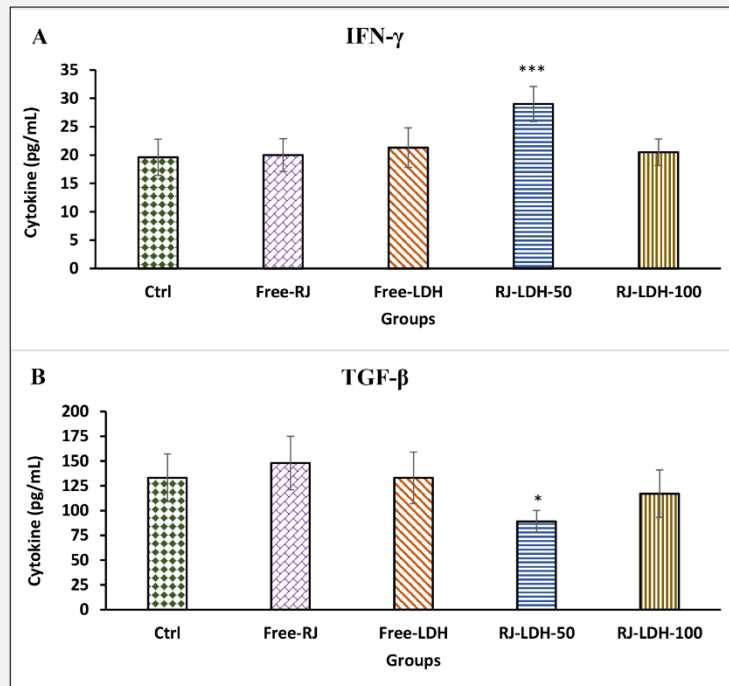 A
IFN-γ
Cytokine (pg/mL)
35
30
25
20
15
10
5
0
***
Ctrl Free-RJ Free-LDH RJ-LDH-50 RJ-LDH-100
Groups
B
TGF-β
Cytokine (pg/mL)
200
175
150
125
100
75
50
25
0
*
Ctrl Free-RJ Free-LDH RJ-LDH-50 RJ-LDH-100
Groups